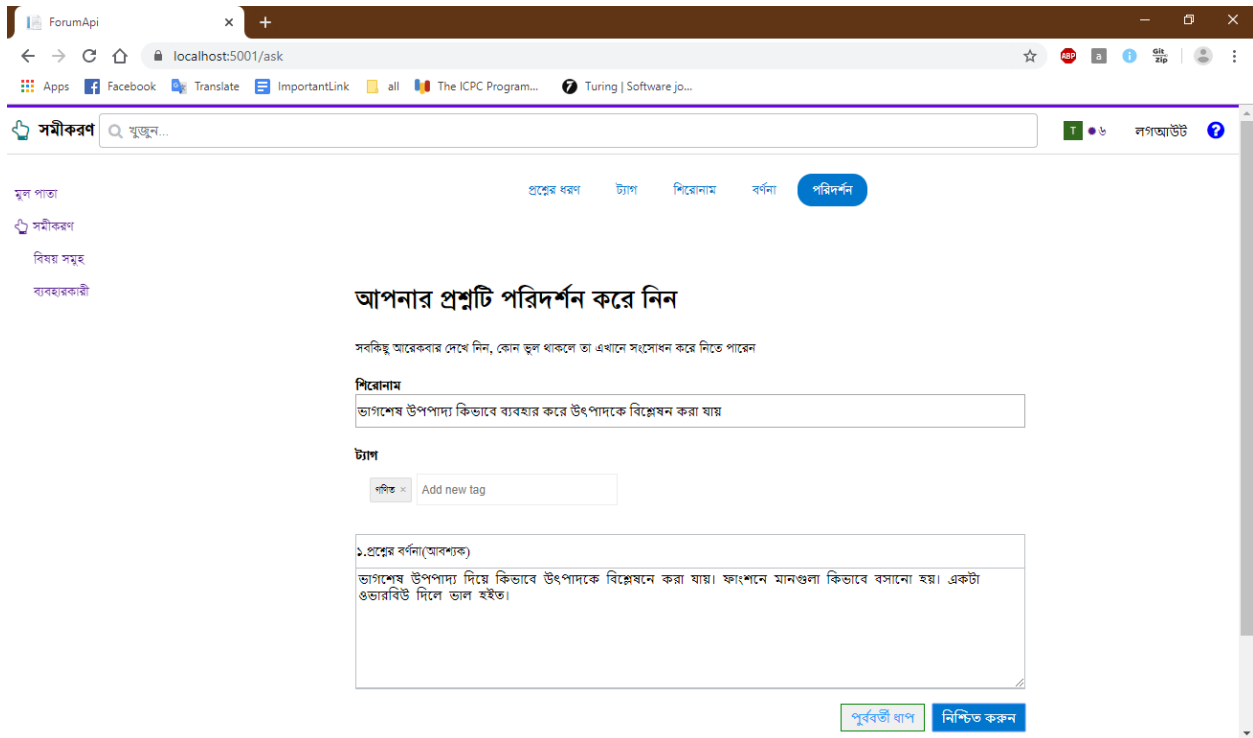 ForumApi
localhost:5001/ask
ABP a Git Zip
Apps Facebook Translate ImportantLink all The ICPC Program... Turing | Software jo...
সমীকরণ খুজুন... T ৬ লগআউট ?
প্রশ্নের ধরণ ট্যাগ শিরোনাম বর্ণনা পরিদর্শন
মুল পাতা
সমীকরণ
বিষয় সমুহ
ব্যবহারকারী
আপনার প্রশ্নটি পরিদর্শন করে নিন
সবকিছু আরেকবার দেখে নিন, কোন ভুল থাকলে তা এখানে সংসোধন করে নিতে পারেন
শিরোনাম
ভাগশেষ উপপাদ্য কিভাবে ব্যবহার করে উৎপাদকে বিশ্লেষন করা যায়
ট্যাগ
গণিত × Add new tag
১.প্রশ্নের বর্ণনা(আবশ্যক)
ভাগশেষ উপপাদ্য দিয়ে কিভাবে উৎপাদকে বিশ্লেষনে করা যায়। ফাংশনে মানগুলা কিভাবে বসানো হয়। একটা
ওভারবিউ দিলে ভাল হইত।
পুর্ববর্তী ধাপ নিশ্চিত করুন